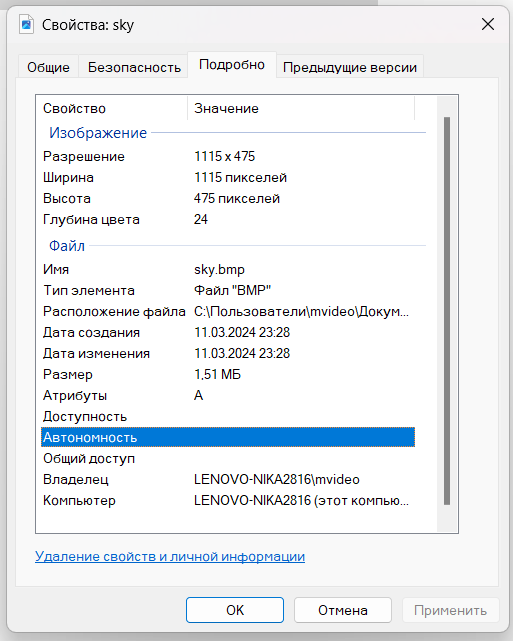 Свойства: sky
Общие Безопасность Подробно Предыдущие версии
Свойство Значение
Изображение
Разрешение 1115 x 475
Ширина 1115 пикселей
Высота 475 пикселей
Глубина цвета 24
Файл
Имя sky.bmp
Тип элемента Файл "BMP"
Расположение файла C:\Пользователи\mvideo\Докум...
Дата создания 11.03.2024 23:28
Дата изменения 11.03.2024 23:28
Размер 1,51 МБ
Атрибуты A
Доступность
Автономность
Общий доступ
Владелец LENOVO-NIKA2816\mvideo
Компьютер LENOVO-NIKA2816 (этот компью...
Удаление свойств и личной информации
ОК Отмена Применить